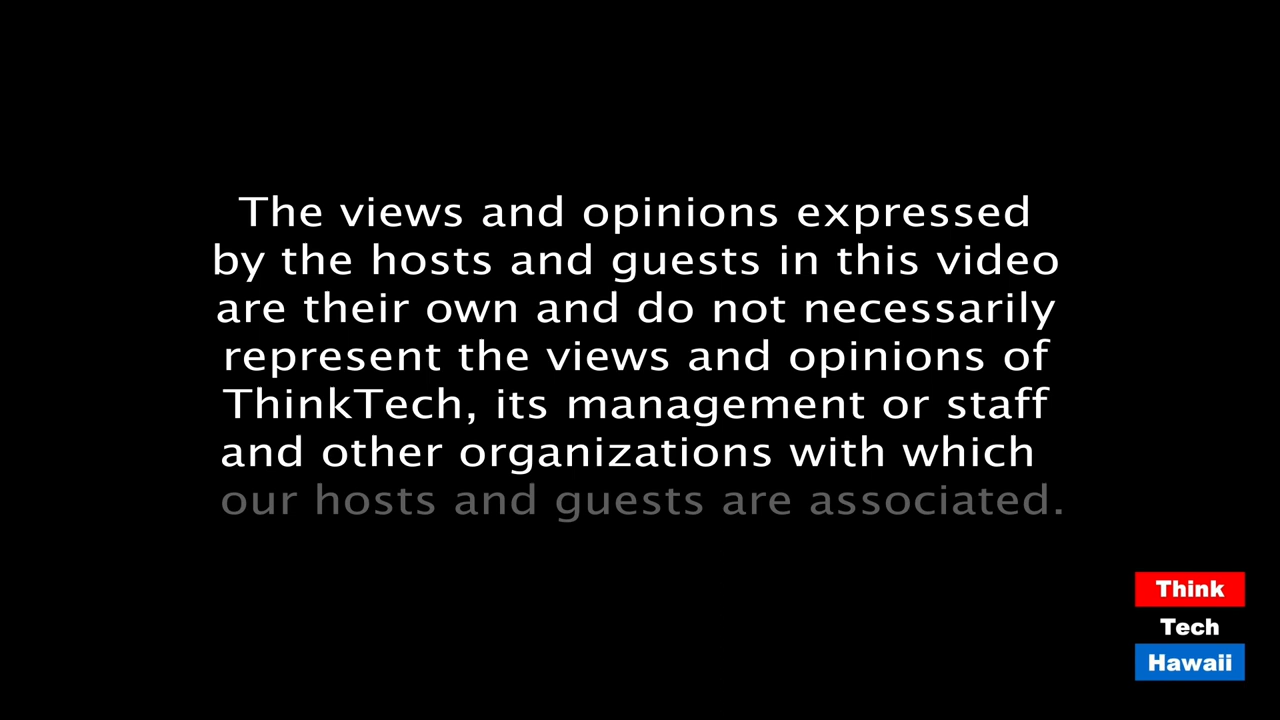 The views and opinions expressed
by the hosts and guests in this video
are their own and do not necessarily
represent the views and opinions of
ThinkTech, its management or staff
and other organizations with which
our hosts and guests are associated.
Think
Tech
Hawaii